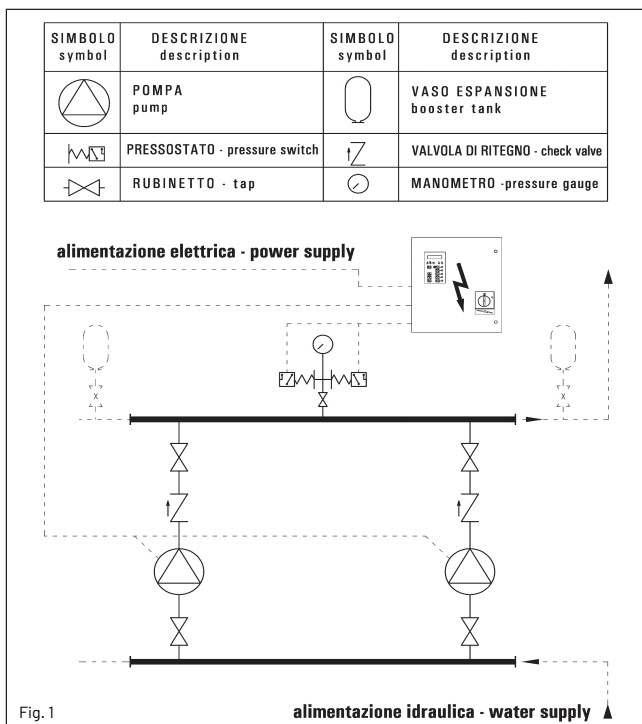 SIMBOLO DESCRIZIONE SIMBOLO DESCRIZIONE
symbol description symbol description
POMPA VASO ESPANSIONE
pump booster tank
PRESSOSTATO - pressure switch VALVOLA DI RITEGNO - check valve
RUBINETTO - tap MANOMETRO -pressure gauge
alimentazione elettrica - power supply
Fig. 1 alimentazione idraulica - water supply